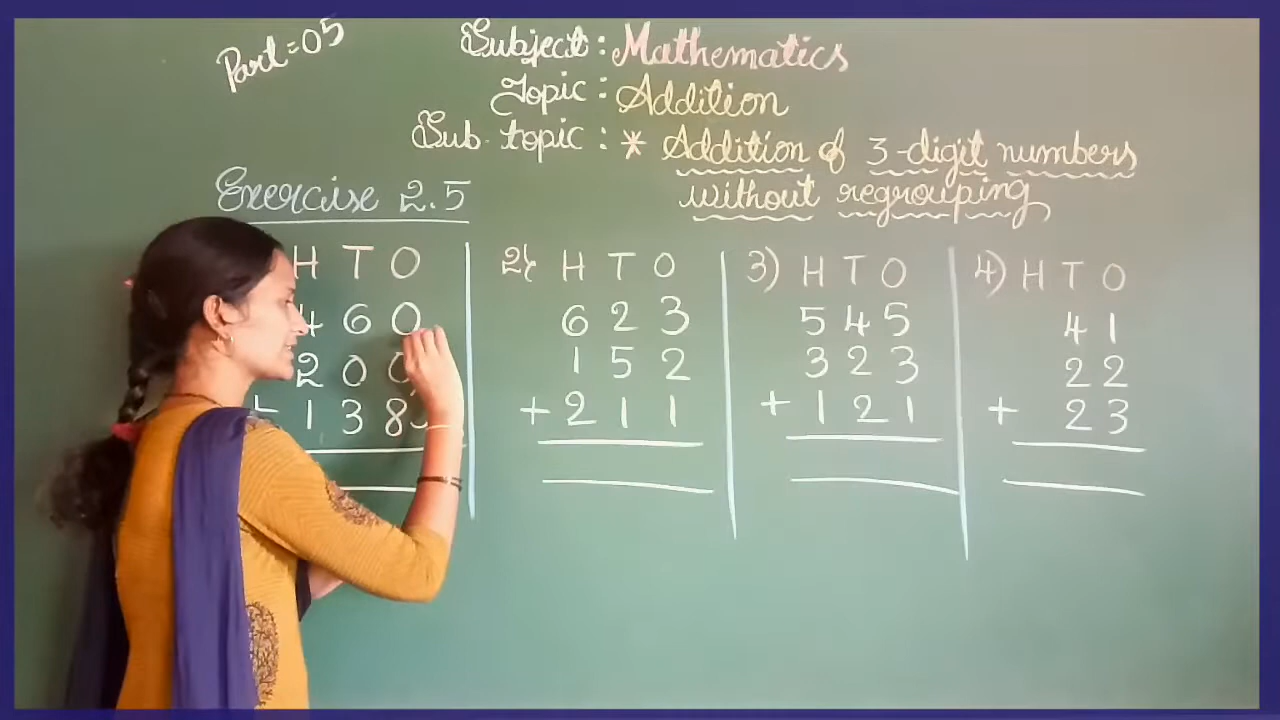 Part=05
Subject : Mathematics
Topic : Addition
Sub topic : * Addition of 3-digit numbers
without regrouping
Exercise 2.5
H T O
4 6 0
2 0 0
+ 1 3 8
2) H T O
6 2 3
1 5 2
+ 2 1 1
3) H T O
5 4 5
3 2 3
+ 1 2 1
4) H T O
4 1
2 2
+ 2 3